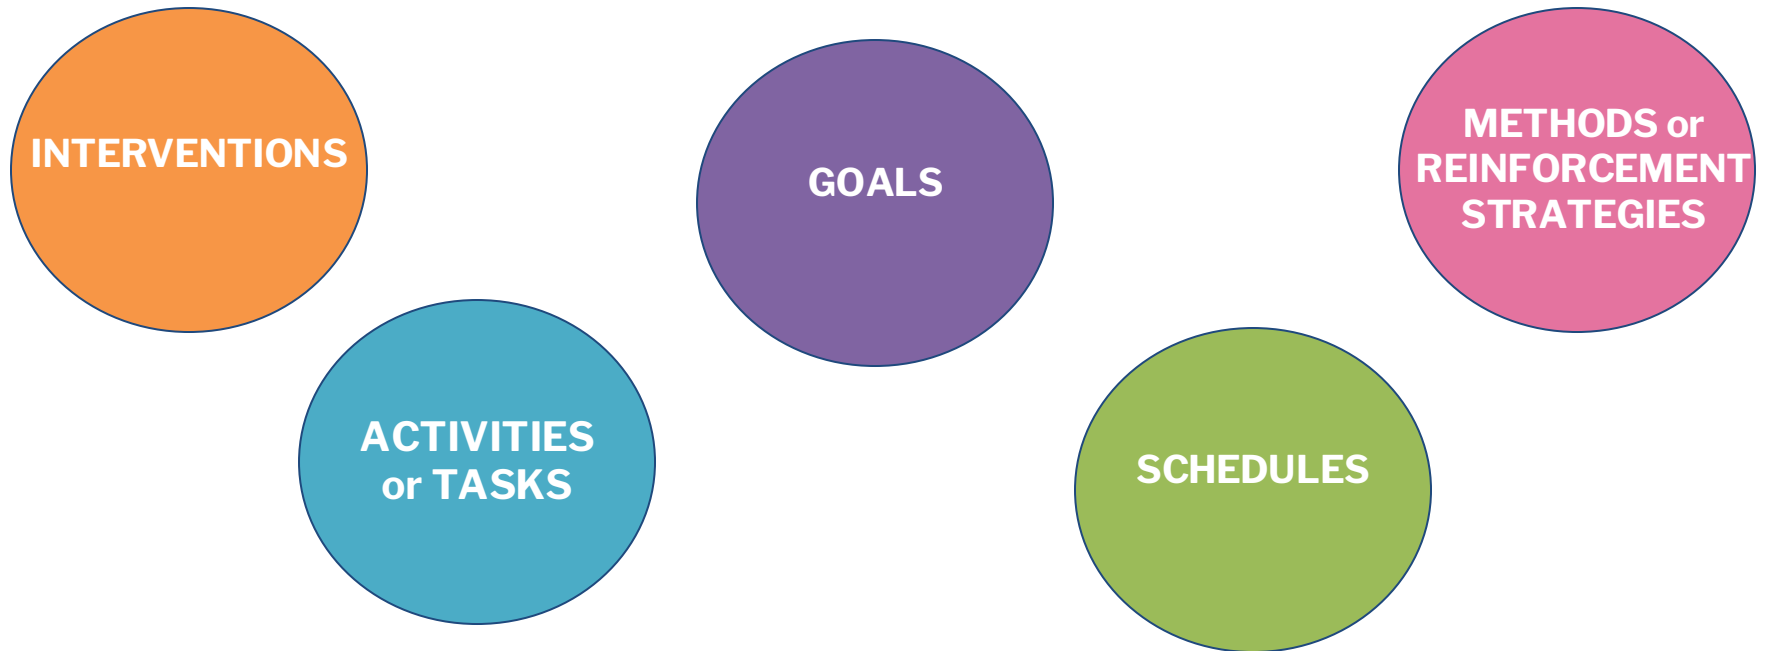 INTERVENTIONS
ACTIVITIES
or TASKS
GOALS
SCHEDULES
METHODS or
REINFORCEMENT
STRATEGIES